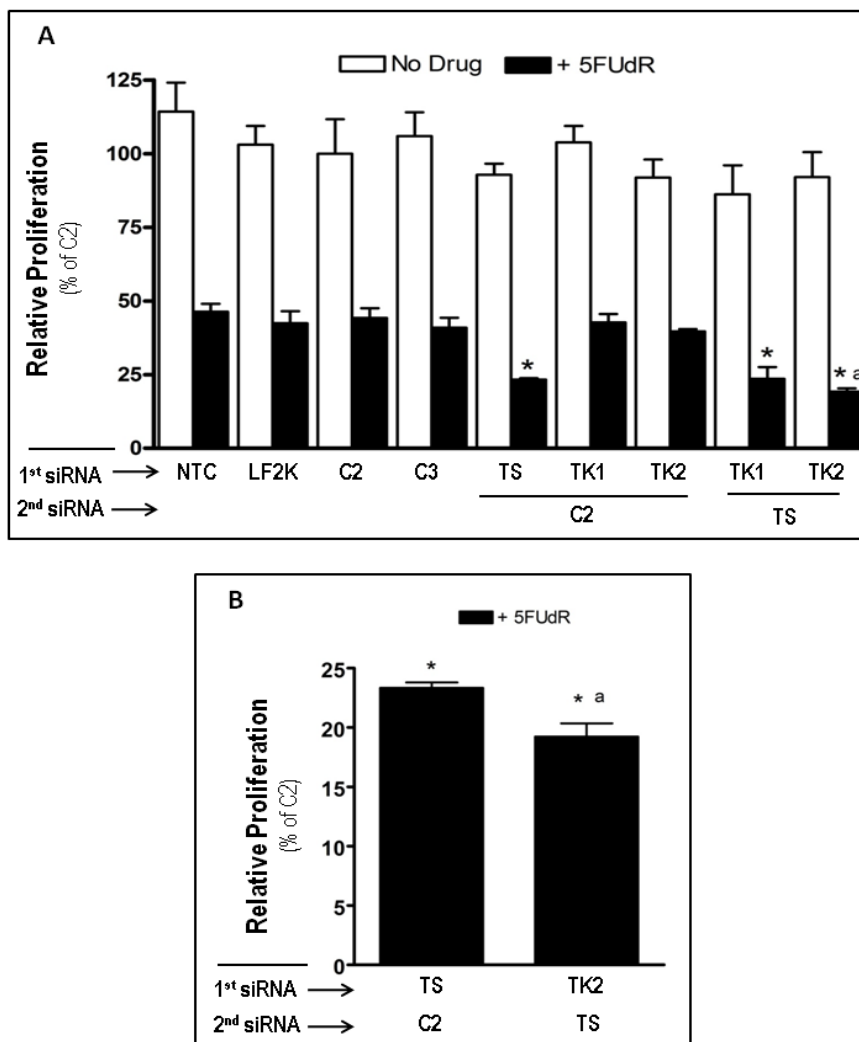 A
No Drug + 5FUdR
Relative Proliferation
(% of C2)
125
100
75
50
25
0
* * * a
1st siRNA → NTC LF2K C2 C3 TS TK1 TK2 TK1 TK2
2nd siRNA → C2 TS
B
+ 5FUdR
Relative Proliferation
(% of C2)
25
20
15
10
5
0
* * a
1st siRNA → TS TK2
2nd siRNA → C2 TS